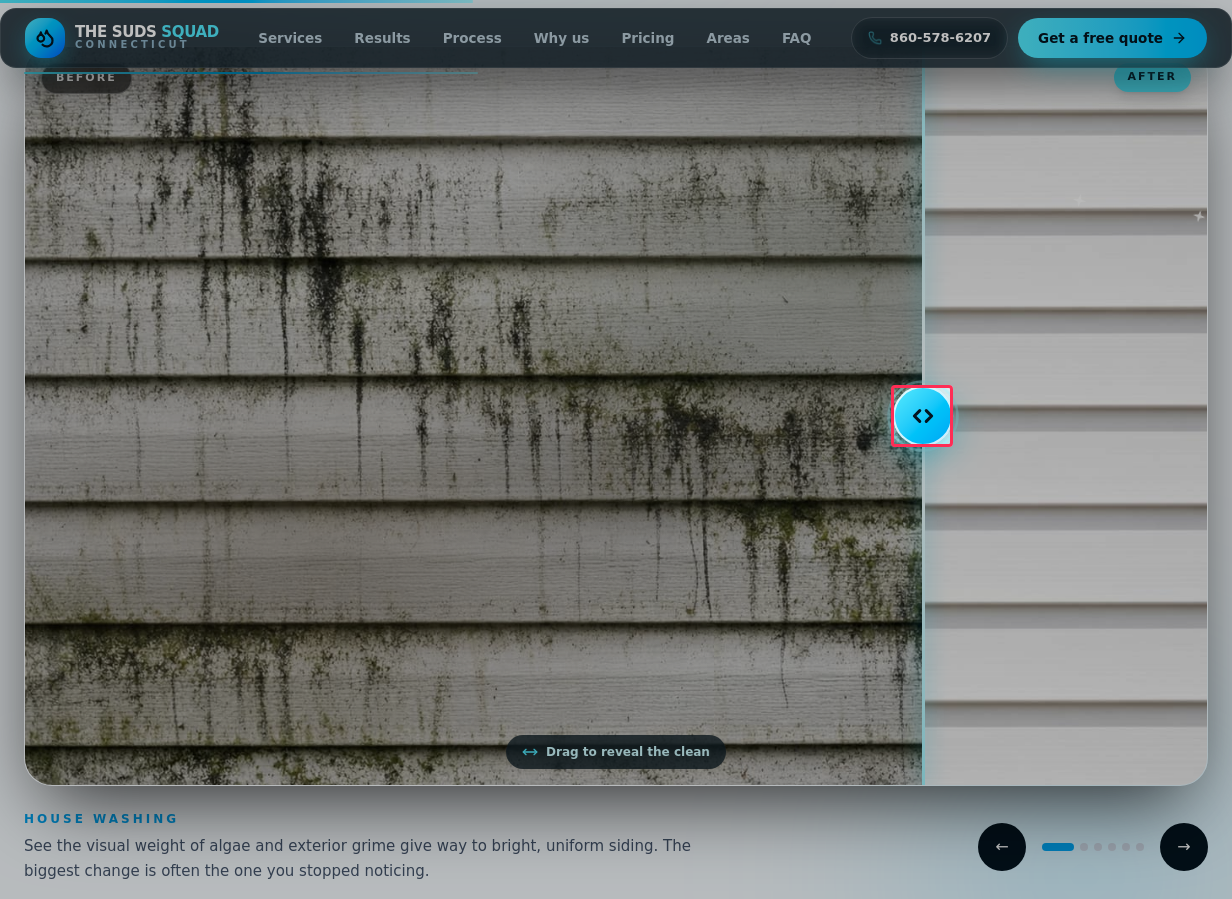 THE SUDS SQUAD
CONNECTICUT
Services
Results
Process
Why us
Pricing
Areas
FAQ
860-578-6207
Get a free quote →
BEFORE
AFTER
Drag to reveal the clean
HOUSE WASHING
See the visual weight of algae and exterior grime give way to bright, uniform siding. The
biggest change is often the one you stopped noticing.
← →